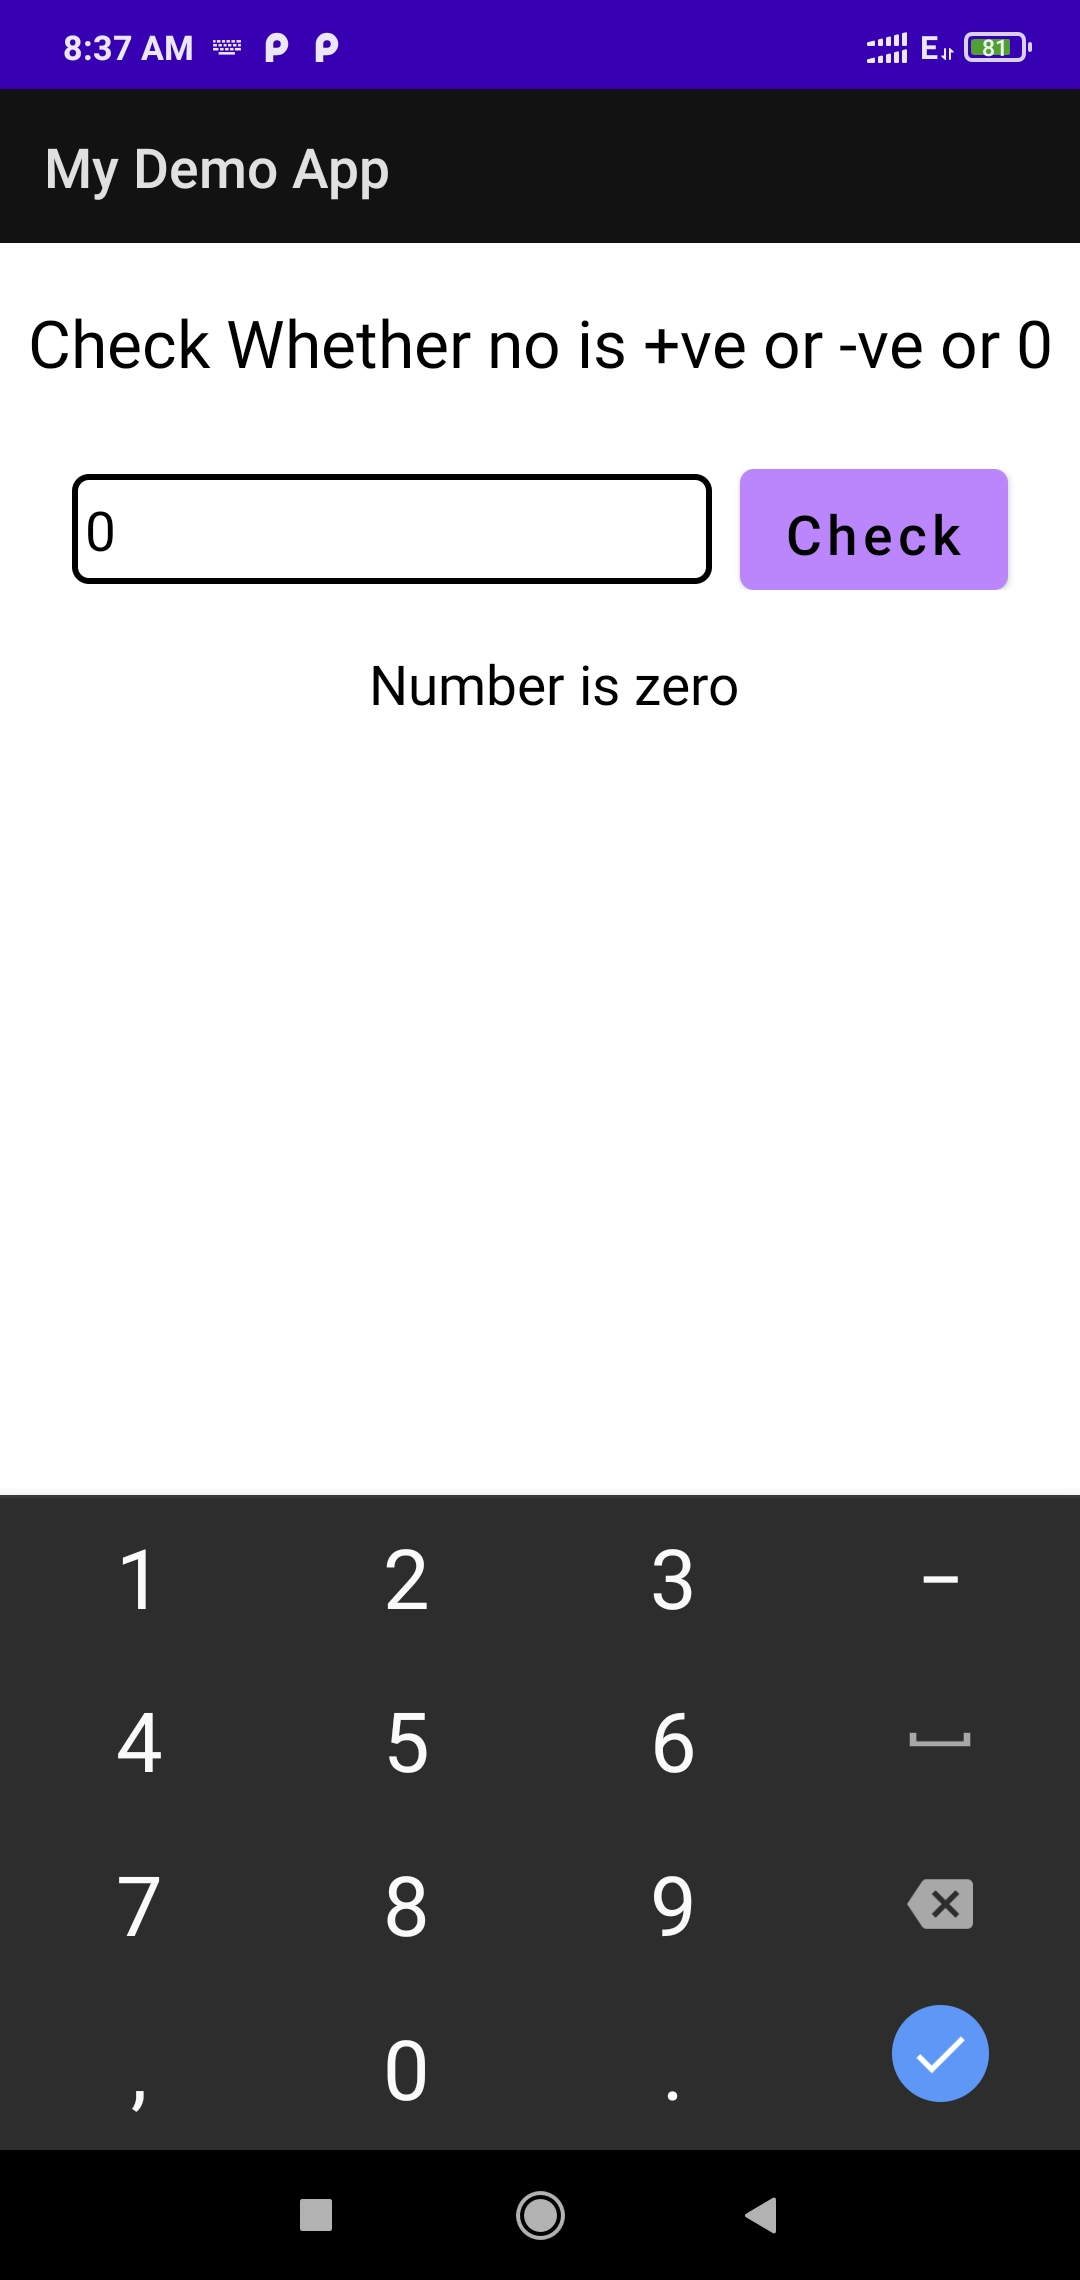 8:37 AM E 81
My Demo App
Check Whether no is +ve or -ve or 0
0 Check
Number is zero
1 2 3 –
4 5 6
7 8 9
, 0 .